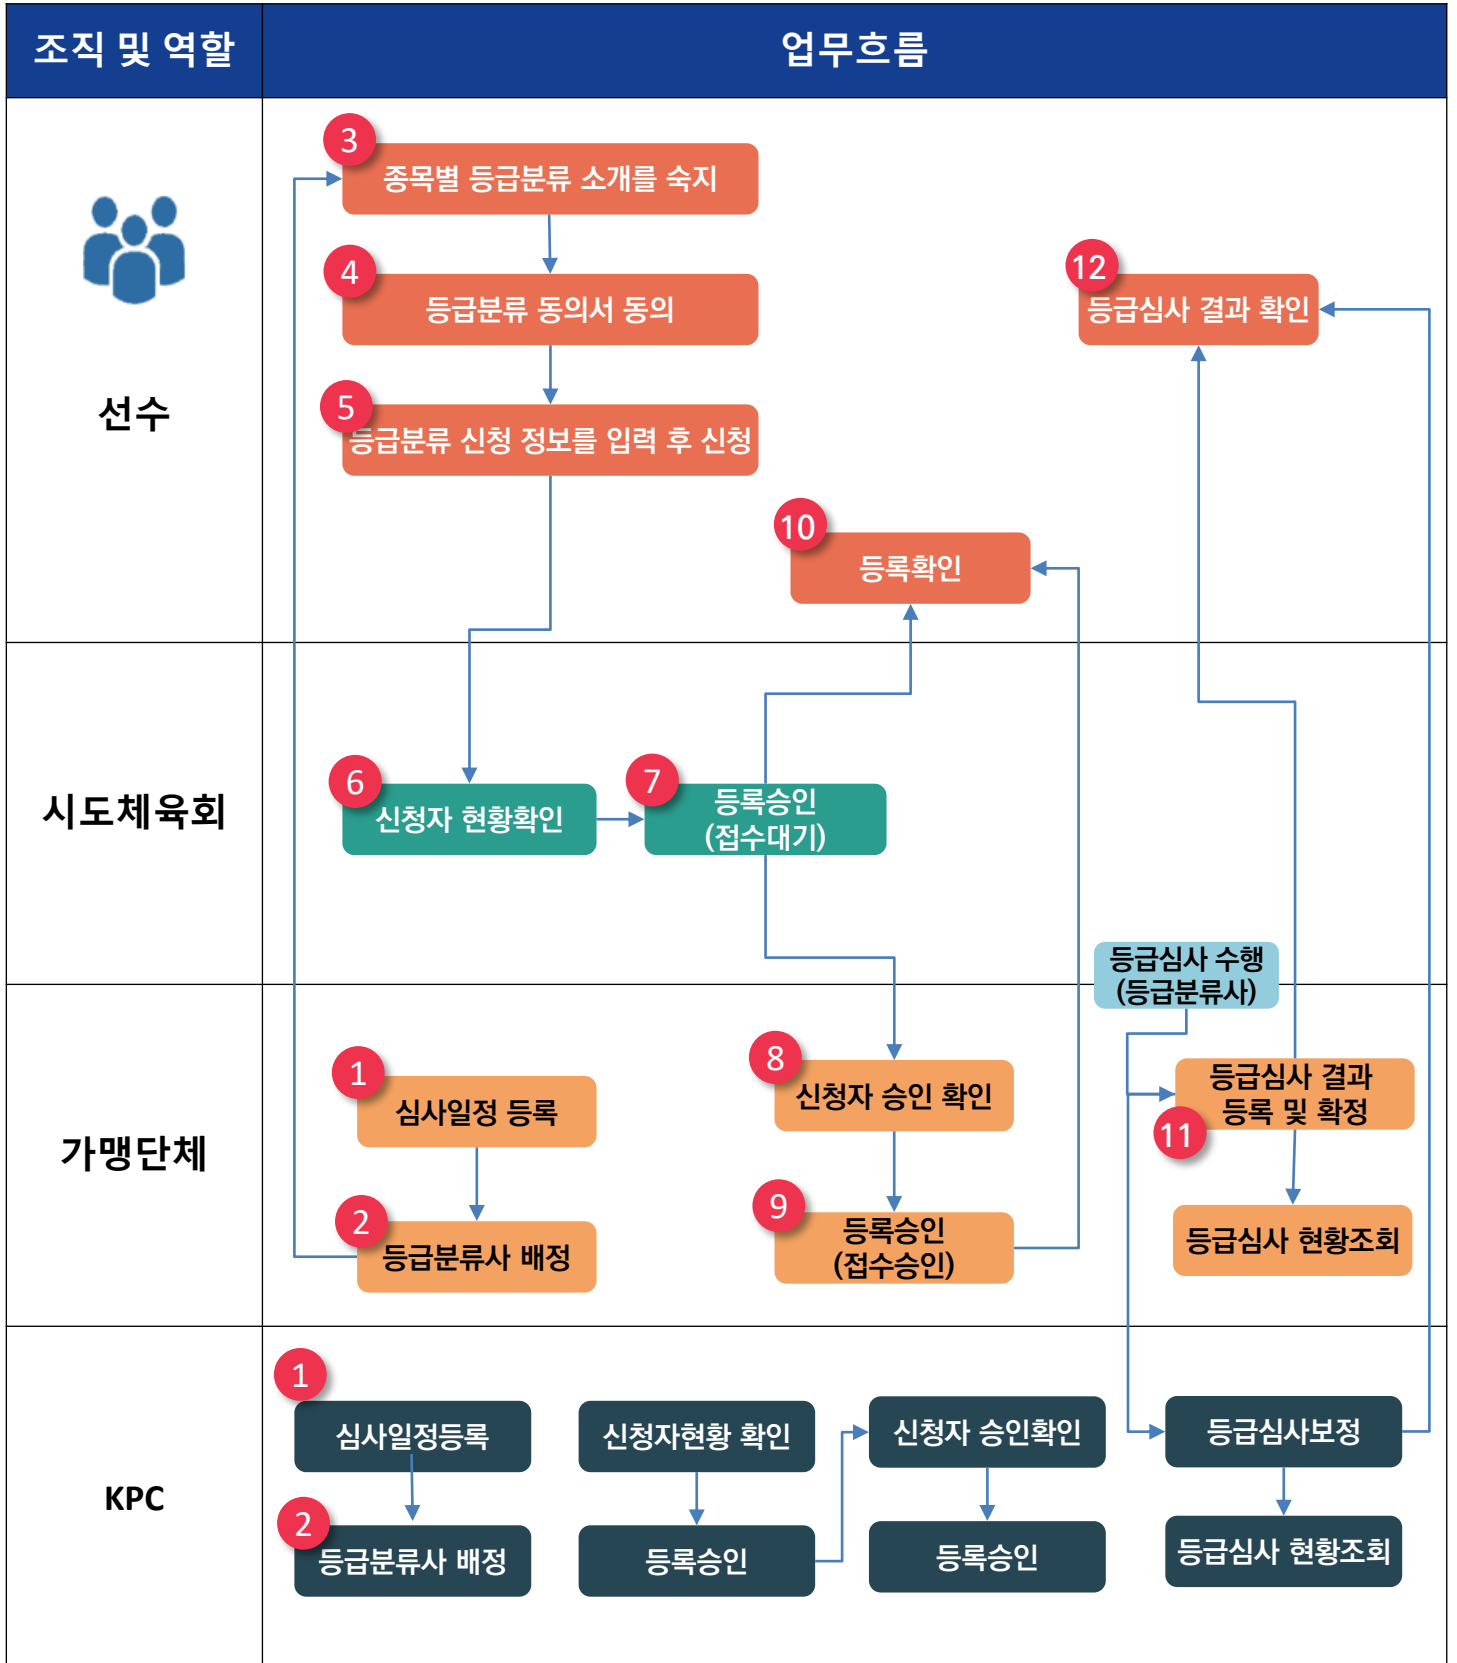 조직 및 역할
업무흐름
선수
3
종목별 등급분류 소개를 숙지
4
등급분류 동의서 동의
5
등급분류 신청 정보를 입력 후 신청
12
등급심사 결과 확인
10
등록확인
시도체육회
6
신청자 현황확인
7
등록승인
(접수대기)
등급심사 수행
(등급분류사)
가맹단체
1
심사일정 등록
2
등급분류사 배정
8
신청자 승인 확인
9
등록승인
(접수승인)
등급심사 결과
등록 및 확정
11
등급심사 현황조회
KPC
1
심사일정등록
2
등급분류사 배정
신청자현황 확인
등록승인
신청자 승인확인
등록승인
등급심사보정
등급심사 현황조회